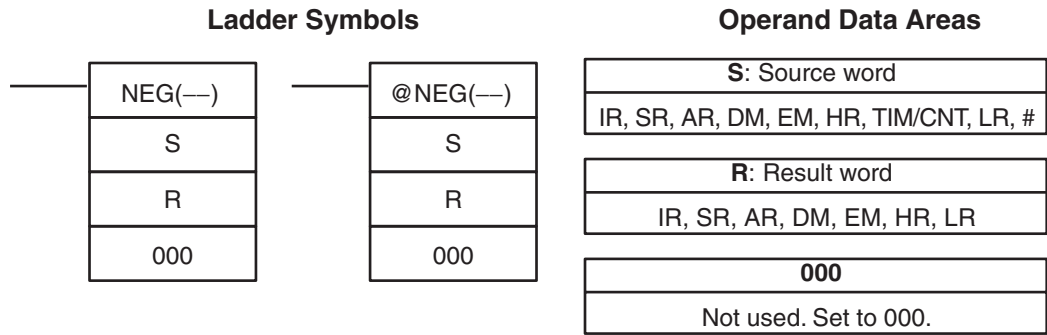 Ladder Symbols
NEG(−−)
S
R
000
@NEG(−−)
S
R
000
Operand Data Areas
S: Source word
IR, SR, AR, DM, EM, HR, TIM/CNT, LR, #
R: Result word
IR, SR, AR, DM, EM, HR, LR
000
Not used. Set to 000.